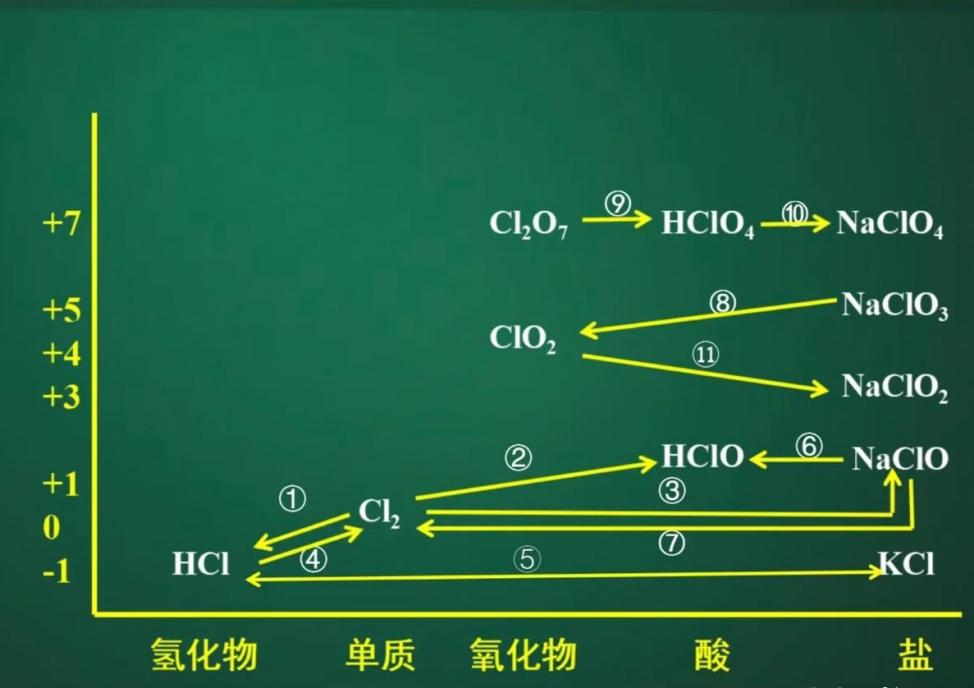 +7 Cl₂O₇ ⑨ HClO₄ ⑩ NaClO₄
+5 ⑧ NaClO₃
+4 ClO₂ ⑪
+3 NaClO₂
② HClO ⑥ NaClO
+1 ① ③
0 Cl₂ ⑦
-1 HCl ④ ⑤ KCl
氢化物 单质 氧化物 酸 盐